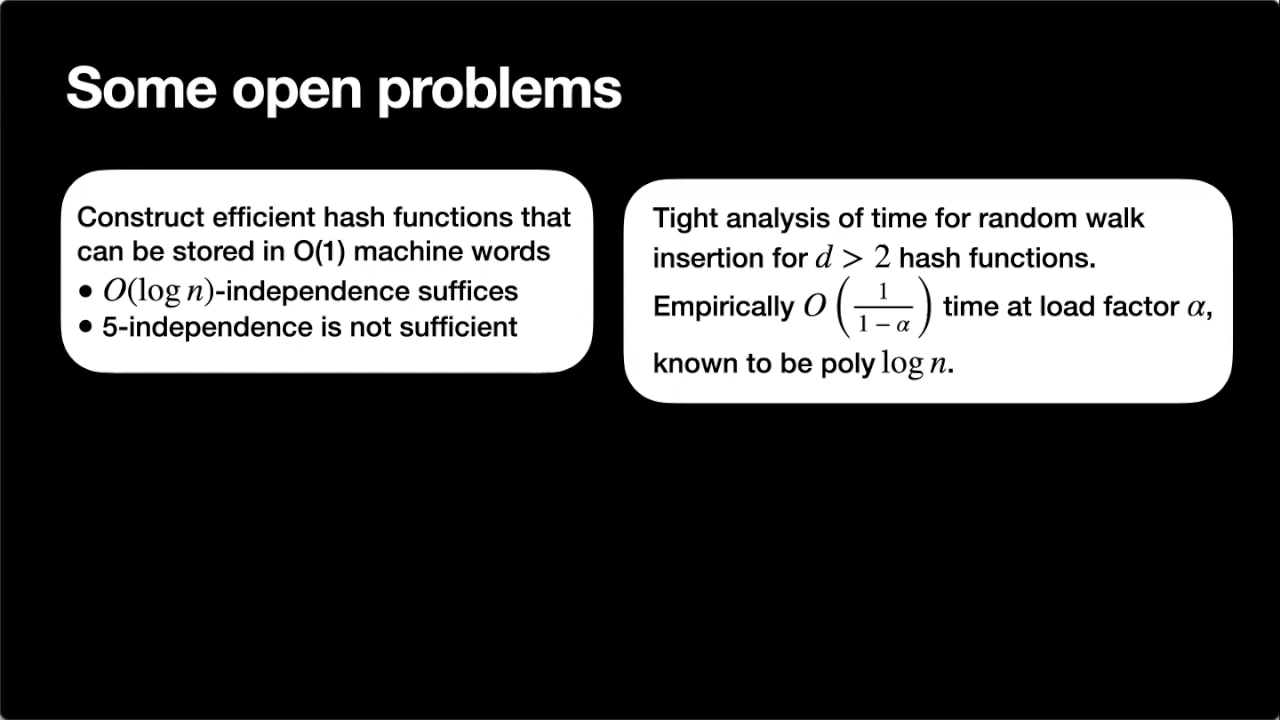 Some open problems
Construct efficient hash functions that
can be stored in O(1) machine words
• O(log n)-independence suffices
• 5-independence is not sufficient
Tight analysis of time for random walk
insertion for d > 2 hash functions.
Empirically O(1/(1 − α)) time at load factor α,
known to be poly log n.